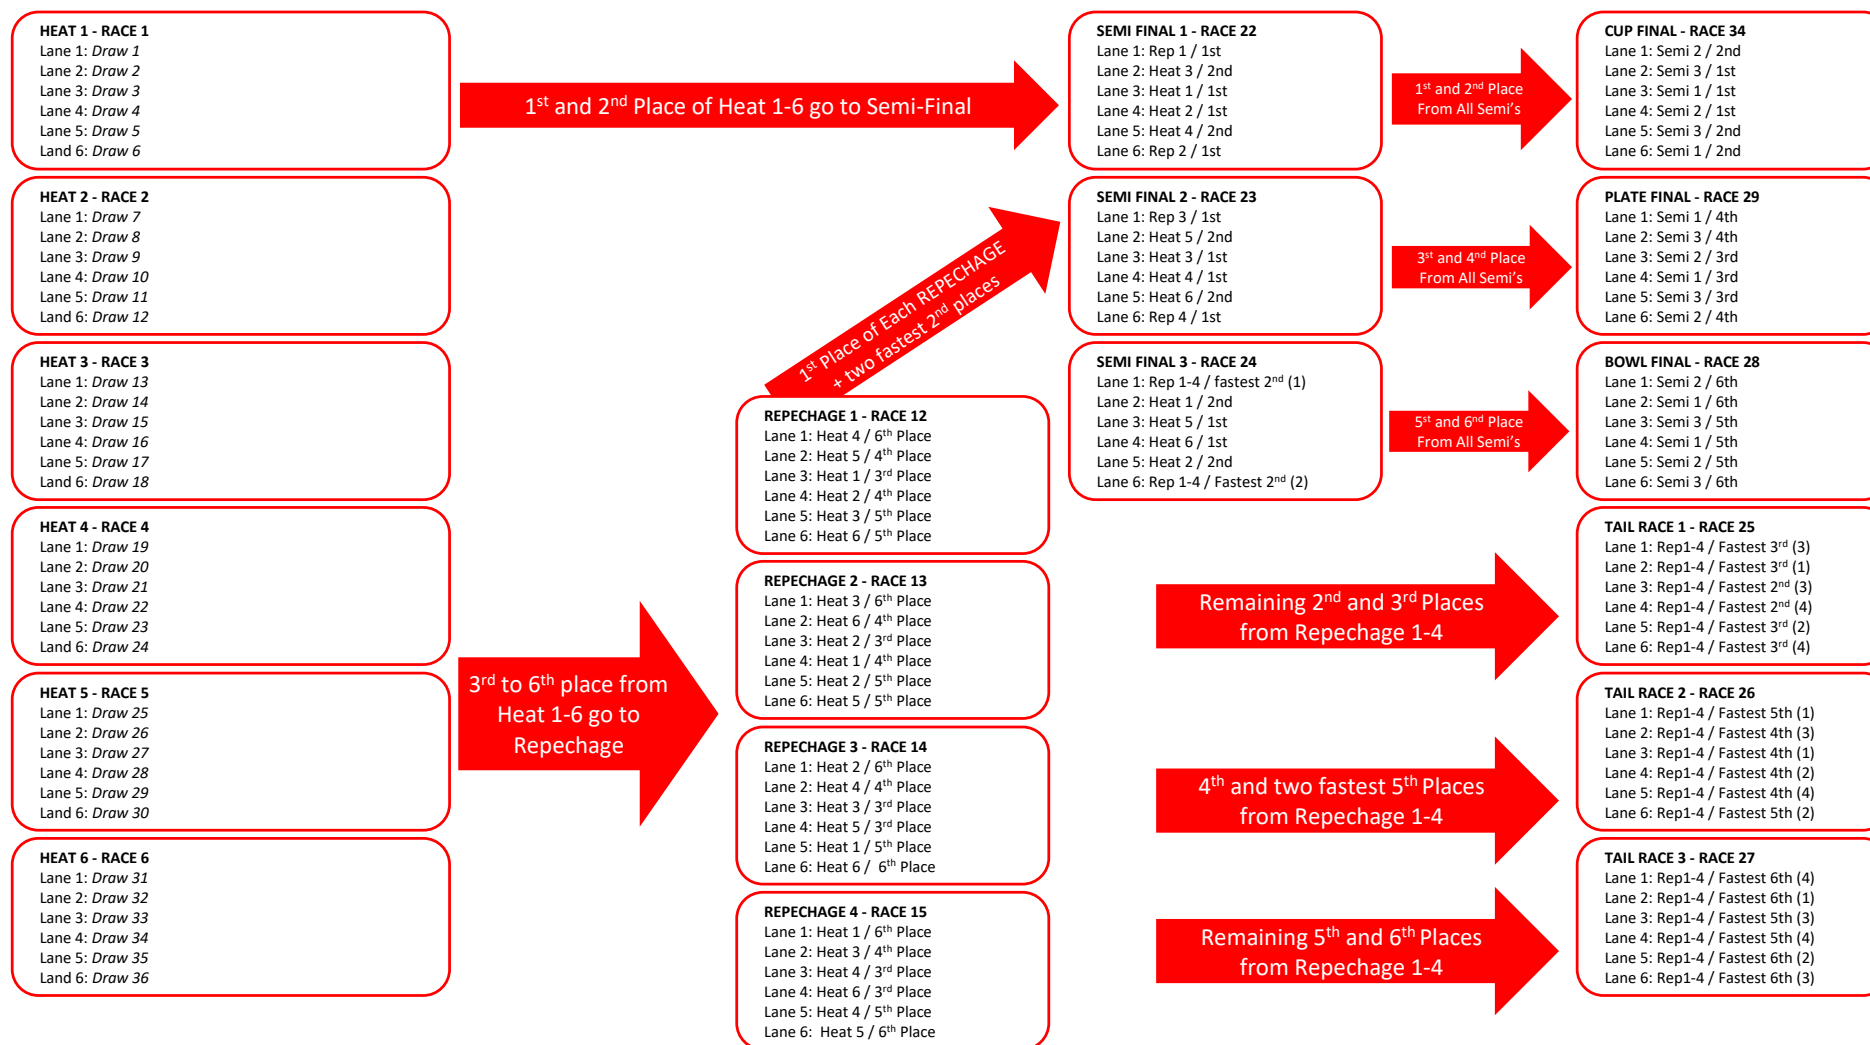 HEAT 1 - RACE 1
Lane 1: Draw 1
Lane 2: Draw 2
Lane 3: Draw 3
Lane 4: Draw 4
Lane 5: Draw 5
Land 6: Draw 6
HEAT 2 - RACE 2
Lane 1: Draw 7
Lane 2: Draw 8
Lane 3: Draw 9
Lane 4: Draw 10
Lane 5: Draw 11
Land 6: Draw 12
HEAT 3 - RACE 3
Lane 1: Draw 13
Lane 2: Draw 14
Lane 3: Draw 15
Lane 4: Draw 16
Lane 5: Draw 17
Land 6: Draw 18
HEAT 4 - RACE 4
Lane 1: Draw 19
Lane 2: Draw 20
Lane 3: Draw 21
Lane 4: Draw 22
Lane 5: Draw 23
Land 6: Draw 24
HEAT 5 - RACE 5
Lane 1: Draw 25
Lane 2: Draw 26
Lane 3: Draw 27
Lane 4: Draw 28
Lane 5: Draw 29
Land 6: Draw 30
HEAT 6 - RACE 6
Lane 1: Draw 31
Lane 2: Draw 32
Lane 3: Draw 33
Lane 4: Draw 34
Lane 5: Draw 35
Land 6: Draw 36
1st and 2nd Place of Heat 1-6 go to Semi-Final
3rd to 6th place from
Heat 1-6 go to
Repechage
1st Place of Each REPECHAGE
+ two fastest 2nd places
REPECHAGE 1 - RACE 12
Lane 1: Heat 4 / 6th Place
Lane 2: Heat 5 / 4th Place
Lane 3: Heat 1 / 3rd Place
Lane 4: Heat 2 / 4th Place
Lane 5: Heat 3 / 5th Place
Lane 6: Heat 6 / 5th Place
REPECHAGE 2 - RACE 13
Lane 1: Heat 3 / 6th Place
Lane 2: Heat 6 / 4th Place
Lane 3: Heat 2 / 3rd Place
Lane 4: Heat 1 / 4th Place
Lane 5: Heat 2 / 5th Place
Lane 6: Heat 5 / 5th Place
REPECHAGE 3 - RACE 14
Lane 1: Heat 2 / 6th Place
Lane 2: Heat 4 / 4th Place
Lane 3: Heat 3 / 3rd Place
Lane 4: Heat 5 / 3rd Place
Lane 5: Heat 1 / 5th Place
Lane 6: Heat 6 / 6th Place
REPECHAGE 4 - RACE 15
Lane 1: Heat 1 / 6th Place
Lane 2: Heat 3 / 4th Place
Lane 3: Heat 4 / 3rd Place
Lane 4: Heat 6 / 3rd Place
Lane 5: Heat 4 / 5th Place
Lane 6: Heat 5 / 6th Place
SEMI FINAL 1 - RACE 22
Lane 1: Rep 1 / 1st
Lane 2: Heat 3 / 2nd
Lane 3: Heat 1 / 1st
Lane 4: Heat 2 / 1st
Lane 5: Heat 4 / 2nd
Lane 6: Rep 2 / 1st
SEMI FINAL 2 - RACE 23
Lane 1: Rep 3 / 1st
Lane 2: Heat 5 / 2nd
Lane 3: Heat 3 / 1st
Lane 4: Heat 4 / 1st
Lane 5: Heat 6 / 2nd
Lane 6: Rep 4 / 1st
SEMI FINAL 3 - RACE 24
Lane 1: Rep 1-4 / fastest 2nd (1)
Lane 2: Heat 1 / 2nd
Lane 3: Heat 5 / 1st
Lane 4: Heat 6 / 1st
Lane 5: Heat 2 / 2nd
Lane 6: Rep 1-4 / Fastest 2nd (2)
1st and 2nd Place
From All Semi's
3st and 4nd Place
From All Semi's
5st and 6nd Place
From All Semi's
Remaining 2nd and 3rd Places
from Repechage 1-4
4th and two fastest 5th Places
from Repechage 1-4
Remaining 5th and 6th Places
from Repechage 1-4
CUP FINAL - RACE 34
Lane 1: Semi 2 / 2nd
Lane 2: Semi 3 / 1st
Lane 3: Semi 1 / 1st
Lane 4: Semi 2 / 1st
Lane 5: Semi 3 / 2nd
Lane 6: Semi 1 / 2nd
PLATE FINAL - RACE 29
Lane 1: Semi 1 / 4th
Lane 2: Semi 3 / 4th
Lane 3: Semi 2 / 3rd
Lane 4: Semi 1 / 3rd
Lane 5: Semi 3 / 3rd
Lane 6: Semi 2 / 4th
BOWL FINAL - RACE 28
Lane 1: Semi 2 / 6th
Lane 2: Semi 1 / 6th
Lane 3: Semi 3 / 5th
Lane 4: Semi 1 / 5th
Lane 5: Semi 2 / 5th
Lane 6: Semi 3 / 6th
TAIL RACE 1 - RACE 25
Lane 1: Rep1-4 / Fastest 3rd (3)
Lane 2: Rep1-4 / Fastest 3rd (1)
Lane 3: Rep1-4 / Fastest 2nd (3)
Lane 4: Rep1-4 / Fastest 2nd (4)
Lane 5: Rep1-4 / Fastest 3rd (2)
Lane 6: Rep1-4 / Fastest 3rd (4)
TAIL RACE 2 - RACE 26
Lane 1: Rep1-4 / Fastest 5th (1)
Lane 2: Rep1-4 / Fastest 4th (3)
Lane 3: Rep1-4 / Fastest 4th (1)
Lane 4: Rep1-4 / Fastest 4th (2)
Lane 5: Rep1-4 / Fastest 4th (4)
Lane 6: Rep1-4 / Fastest 5th (2)
TAIL RACE 3 - RACE 27
Lane 1: Rep1-4 / Fastest 6th (4)
Lane 2: Rep1-4 / Fastest 6th (1)
Lane 3: Rep1-4 / Fastest 5th (3)
Lane 4: Rep1-4 / Fastest 5th (4)
Lane 5: Rep1-4 / Fastest 6th (2)
Lane 6: Rep1-4 / Fastest 6th (3)